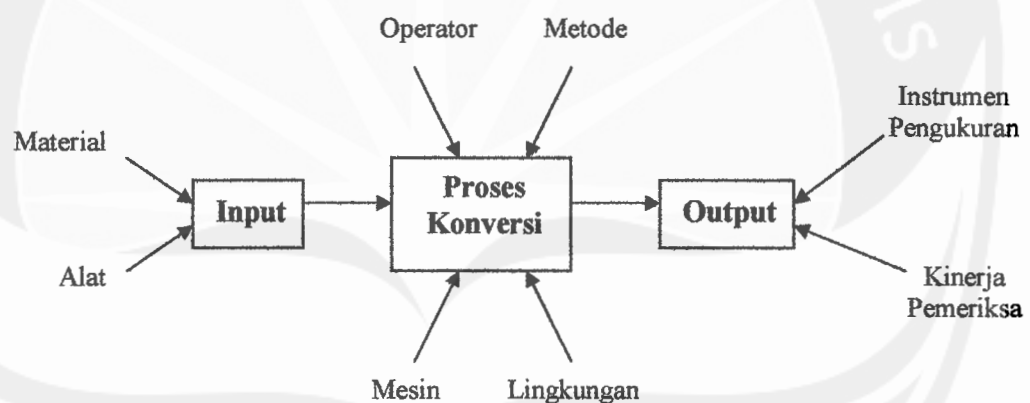 Operator
Metode
Instrumen
Pengukuran
Material
Proses
Konversi
Input
Output
Alat
Kinerja
Pemeriksa
Mesin
Lingkungan